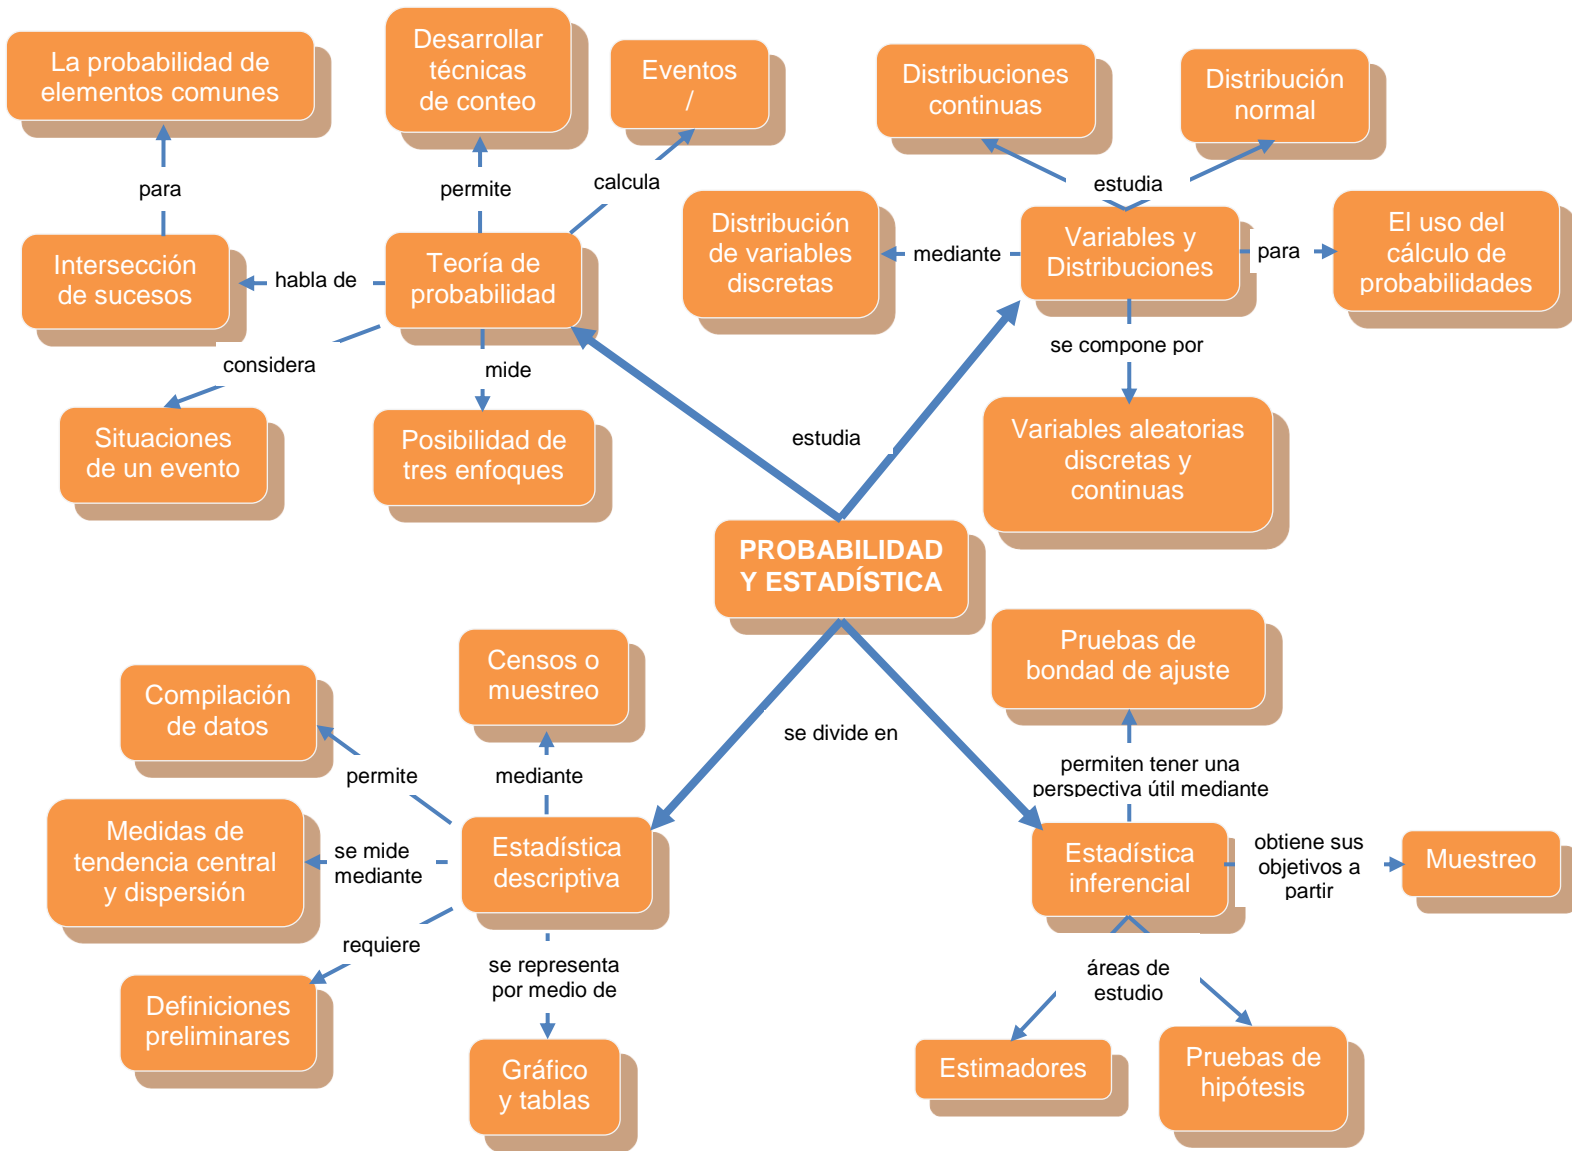 La probabilidad de
elementos comunes
Desarrollar
técnicas
de conteo
Eventos
/
Distribuciones
continuas
Distribución
normal
para
permite
calcula
estudia
Intersección
de sucesos
habla de
Teoría de
probabilidad
Distribución
de variables
discretas
mediante
Variables y
Distribuciones
para
El uso del
cálculo de
probabilidades
considera
mide
se compone por
Situaciones
de un evento
Posibilidad de
tres enfoques
estudia
Variables aleatorias
discretas y
continuas
PROBABILIDAD
Y ESTADÍSTICA
Compilación
de datos
Censos o
muestreo
se divide en
Pruebas de
bondad de ajuste
permite
mediante
permiten tener una
perspectiva útil mediante
Medidas de
tendencia central
y dispersión
se mide
mediante
Estadística
descriptiva
Estadística
inferencial
obtiene sus
objetivos a
partir
Muestreo
requiere
se representa
por medio de
áreas de
estudio
Definiciones
preliminares
Gráfico
y tablas
Estimadores
Pruebas de
hipótesis